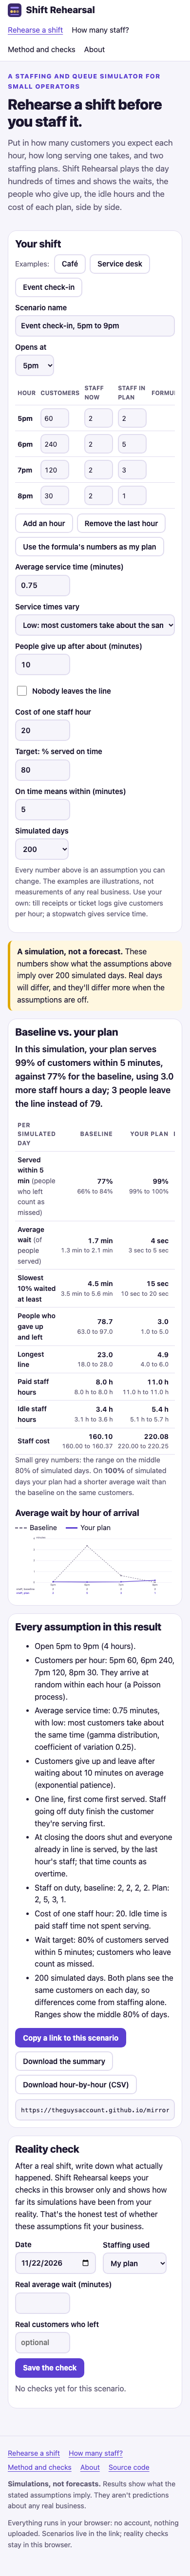 Shift Rehearsal
Rehearse a shift How many staff?
Method and checks About
A STAFFING AND QUEUE SIMULATOR FOR
SMALL OPERATORS
Rehearse a shift before
you staff it.
Put in how many customers you expect each
hour, how long serving one takes, and two
staffing plans. Shift Rehearsal plays the day
hundreds of times and shows the waits, the
people who give up, the idle hours and the
cost of each plan, side by side.
Your shift
Examples: Café Service desk
Event check-in
Scenario name
Event check-in, 5pm to 9pm
Opens at
5pm
HOUR CUSTOMERS STAFF NOW STAFF IN PLAN FORMU
5pm 60 2 2
6pm 240 2 5
7pm 120 2 3
8pm 30 2 1
Add an hour Remove the last hour
Use the formula's numbers as my plan
Average service time (minutes)
0.75
Service times vary
Low: most customers take about the san
People give up after about (minutes)
10
Nobody leaves the line
Cost of one staff hour
20
Target: % served on time
80
On time means within (minutes)
5
Simulated days
200
Every number above is an assumption you can
change. The examples are illustrations, not
measurements of any real business. Use your
own: till receipts or ticket logs give customers
per hour; a stopwatch gives service time.
A simulation, not a forecast. These
numbers show what the assumptions above
imply over 200 simulated days. Real days
will differ, and they'll differ more when the
assumptions are off.
Baseline vs. your plan
In this simulation, your plan serves
99% of customers within 5 minutes,
against 77% for the baseline, using 3.0
more staff hours a day; 3 people leave
the line instead of 79.
PER SIMULATED DAY BASELINE YOUR PLAN
Served within 5 min (people who left count as missed) 77% 66% to 84% 99% 99% to 100%
Average wait (of people served) 1.7 min 1.3 min to 2.1 min 4 sec 3 sec to 5 sec
Slowest 10% waited at least 4.5 min 3.5 min to 5.6 min 15 sec 10 sec to 20 sec
People who gave up and left 78.7 63.0 to 97.0 3.0 1.0 to 5.0
Longest line 23.0 18.0 to 28.0 4.9 4.0 to 6.0
Paid staff hours 8.0 h 8.0 h to 8.0 h 11.0 h 11.0 h to 11.0 h
Idle staff hours 3.4 h 3.1 h to 3.6 h 5.4 h 5.1 h to 5.7 h
Staff cost 160.10 160.00 to 160.37 220.08 220.00 to 220.25
Small grey numbers: the range on the middle
80% of simulated days. On 100% of simulated
days your plan had a shorter average wait than
the baseline on the same customers.
Average wait by hour of arrival
Baseline Your plan
Every assumption in this result
Open 5pm to 9pm (4 hours).
Customers per hour: 5pm 60, 6pm 240,
7pm 120, 8pm 30. They arrive at
random within each hour (a Poisson
process).
Average service time: 0.75 minutes,
with low: most customers take about the
same time (gamma distribution,
coefficient of variation 0.25).
Customers give up and leave after
waiting about 10 minutes on average
(exponential patience).
One line, first come first served. Staff
going off duty finish the customer
they're serving first.
At closing the doors shut and everyone
already in line is served, by the last
hour's staff; that time counts as
overtime.
Staff on duty, baseline: 2, 2, 2, 2. Plan:
2, 5, 3, 1.
Cost of one staff hour: 20. Idle time is
paid staff time not spent serving.
Wait target: 80% of customers served
within 5 minutes; customers who leave
count as missed.
200 simulated days. Both plans see the
same customers on each day, so
differences come from staffing alone.
Ranges show the middle 80% of days.
Copy a link to this scenario
Download the summary
Download hour-by-hour (CSV)
https://theguysaccount.github.io/mirror
Reality check
After a real shift, write down what actually
happened. Shift Rehearsal keeps your
checks in this browser only and shows how
far its simulations have been from your
reality. That's the honest test of whether
these assumptions fit your business.
Date Staffing used
11/22/2026 My plan
Real average wait (minutes)
Real customers who left
optional
Save the check
No checks yet for this scenario.
Rehearse a shift How many staff?
Method and checks About Source code
Simulations, not forecasts. Results show what the
stated assumptions imply. They aren't predictions
about any real business.
Everything runs in your browser: no account, nothing
uploaded. Scenarios live in the link; reality checks
stay in this browser.